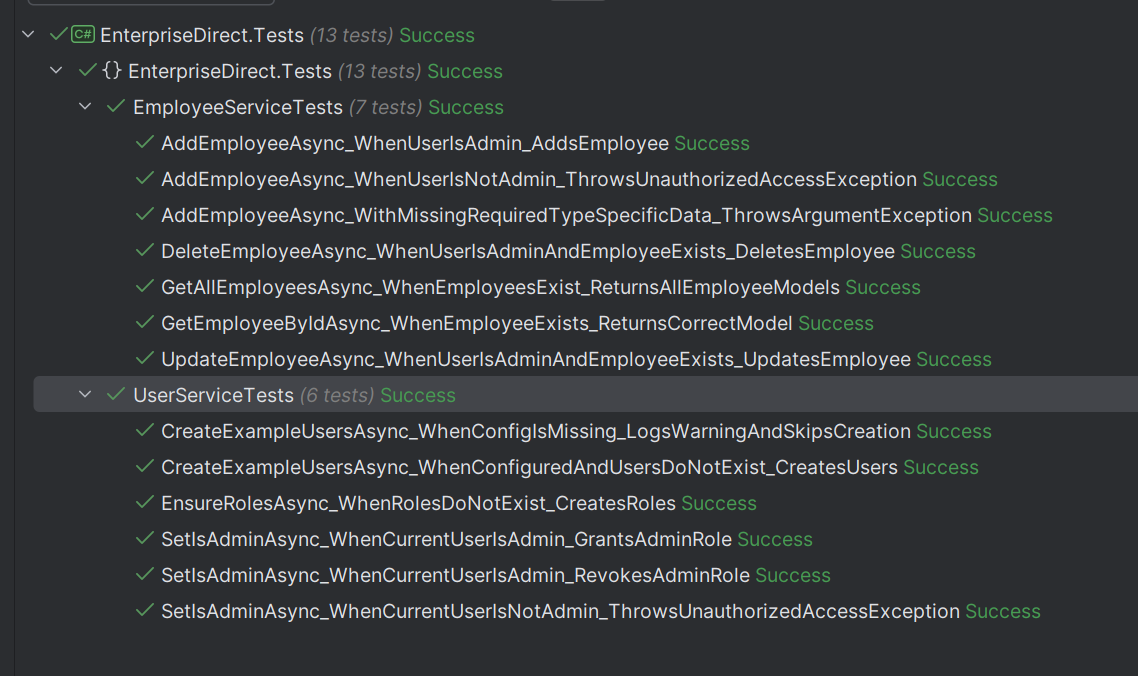 C# EnterpriseDirect.Tests (13 tests) Success
{} EnterpriseDirect.Tests (13 tests) Success
EmployeeServiceTests (7 tests) Success
AddEmployeeAsync_WhenUserIsAdmin_AddsEmployee Success
AddEmployeeAsync_WhenUserIsNotAdmin_ThrowsUnauthorizedAccessException Success
AddEmployeeAsync_WithMissingRequiredTypeSpecificData_ThrowsArgumentException Success
DeleteEmployeeAsync_WhenUserIsAdminAndEmployeeExists_DeletesEmployee Success
GetAllEmployeesAsync_WhenEmployeesExist_ReturnsAllEmployeeModels Success
GetEmployeeByIdAsync_WhenEmployeeExists_ReturnsCorrectModel Success
UpdateEmployeeAsync_WhenUserIsAdminAndEmployeeExists_UpdatesEmployee Success
UserServiceTests (6 tests) Success
CreateExampleUsersAsync_WhenConfigIsMissing_LogsWarningAndSkipsCreation Success
CreateExampleUsersAsync_WhenConfiguredAndUsersDoNotExist_CreatesUsers Success
EnsureRolesAsync_WhenRolesDoNotExist_CreatesRoles Success
SetIsAdminAsync_WhenCurrentUserIsAdmin_GrantsAdminRole Success
SetIsAdminAsync_WhenCurrentUserIsAdmin_RevokesAdminRole Success
SetIsAdminAsync_WhenCurrentUserIsNotAdmin_ThrowsUnauthorizedAccessException Success